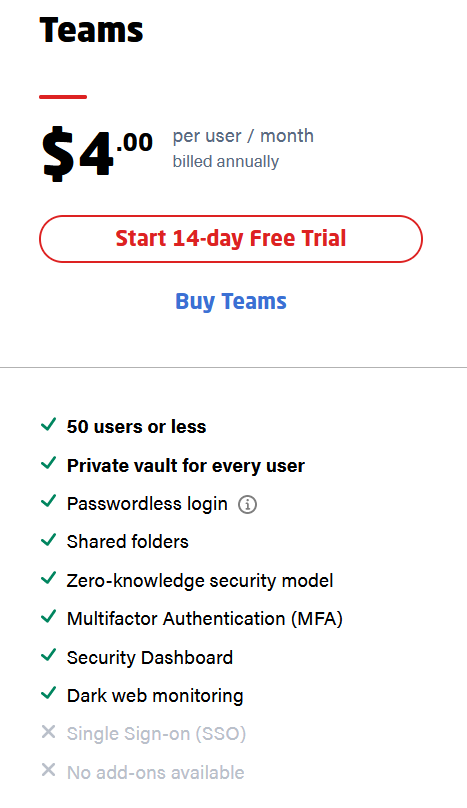 Teams
$4.00 per user / month
billed annually
Start 14-day Free Trial
Buy Teams
50 users or less
Private vault for every user
Passwordless login
Shared folders
Zero-knowledge security model
Multifactor Authentication (MFA)
Security Dashboard
Dark web monitoring
Single Sign-on (SSO)
No add-ons available